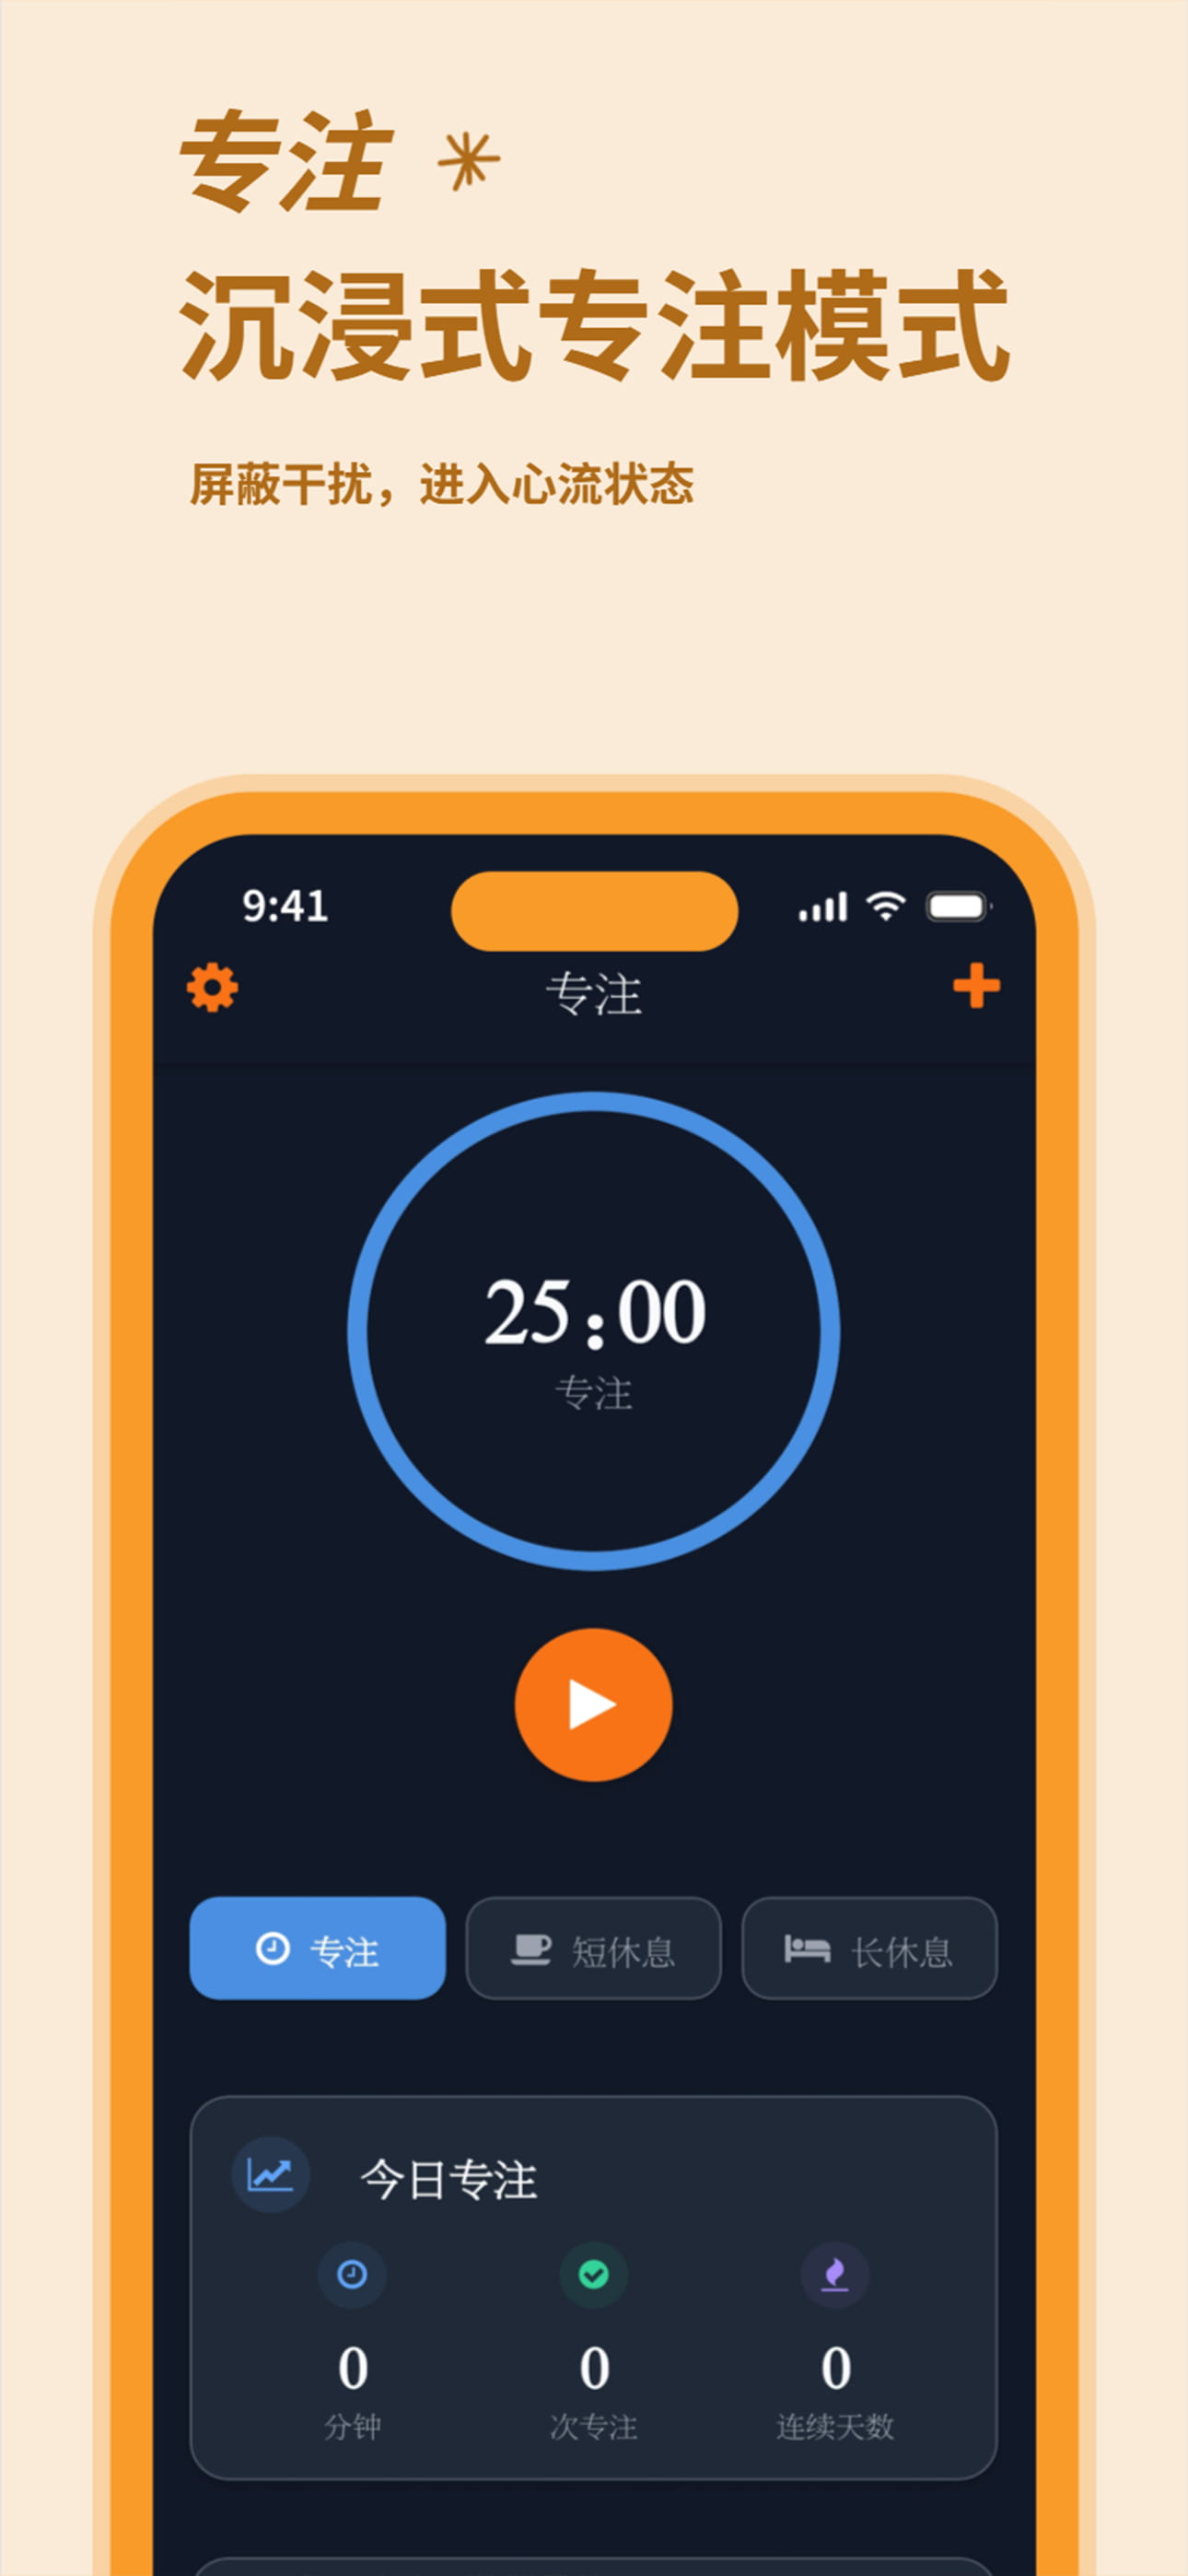 专注
沉浸式专注模式
屏蔽干扰，进入心流状态
9:41
专注
25:00
专注
专注 短休息 长休息
今日专注
0 0 0
分钟 次专注 连续天数